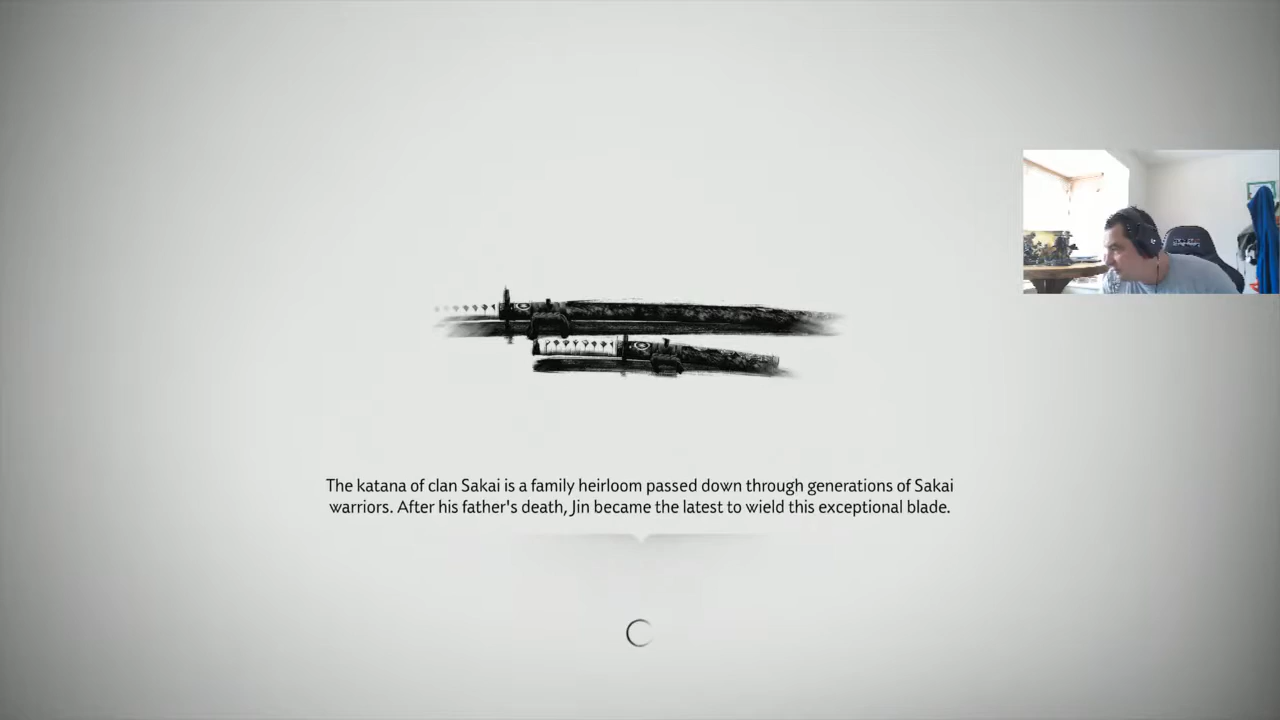 The katana of clan Sakai is a family heirloom passed down through generations of Sakai
warriors. After his father's death, Jin became the latest to wield this exceptional blade.